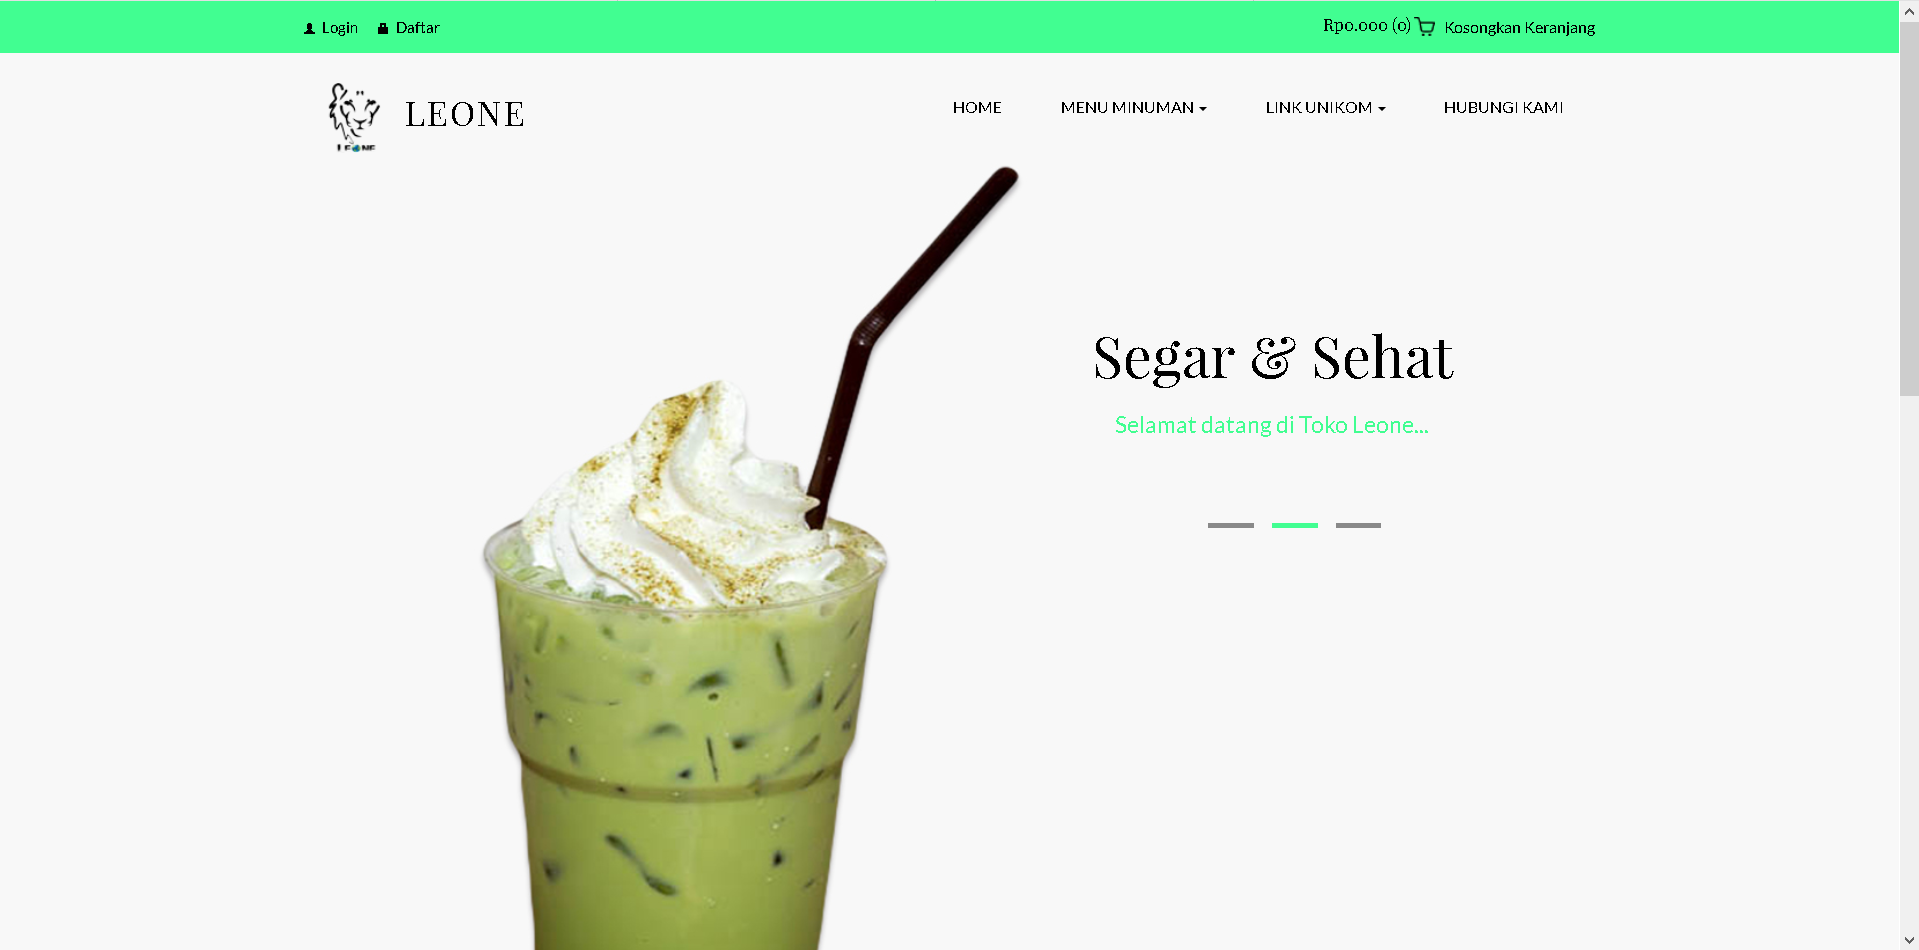 Login Daftar Rp0.000 (0) Kosongkan Keranjang
LEONE
LEONE
HOME MENU MINUMAN LINK UNIKOM HUBUNGI KAMI
Segar & Sehat
Selamat datang di Toko Leone...